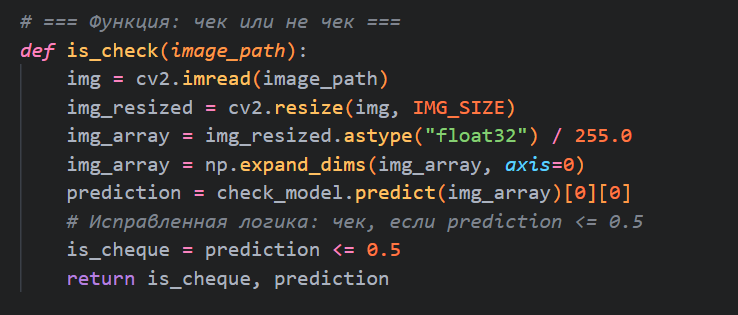 # === Функция: чек или не чек ===
def is_check(image_path):
    img = cv2.imread(image_path)
    img_resized = cv2.resize(img, IMG_SIZE)
    img_array = img_resized.astype("float32") / 255.0
    img_array = np.expand_dims(img_array, axis=0)
    prediction = check_model.predict(img_array)[0][0]
    # Исправленная логика: чек, если prediction <= 0.5
    is_cheque = prediction <= 0.5
    return is_cheque, prediction